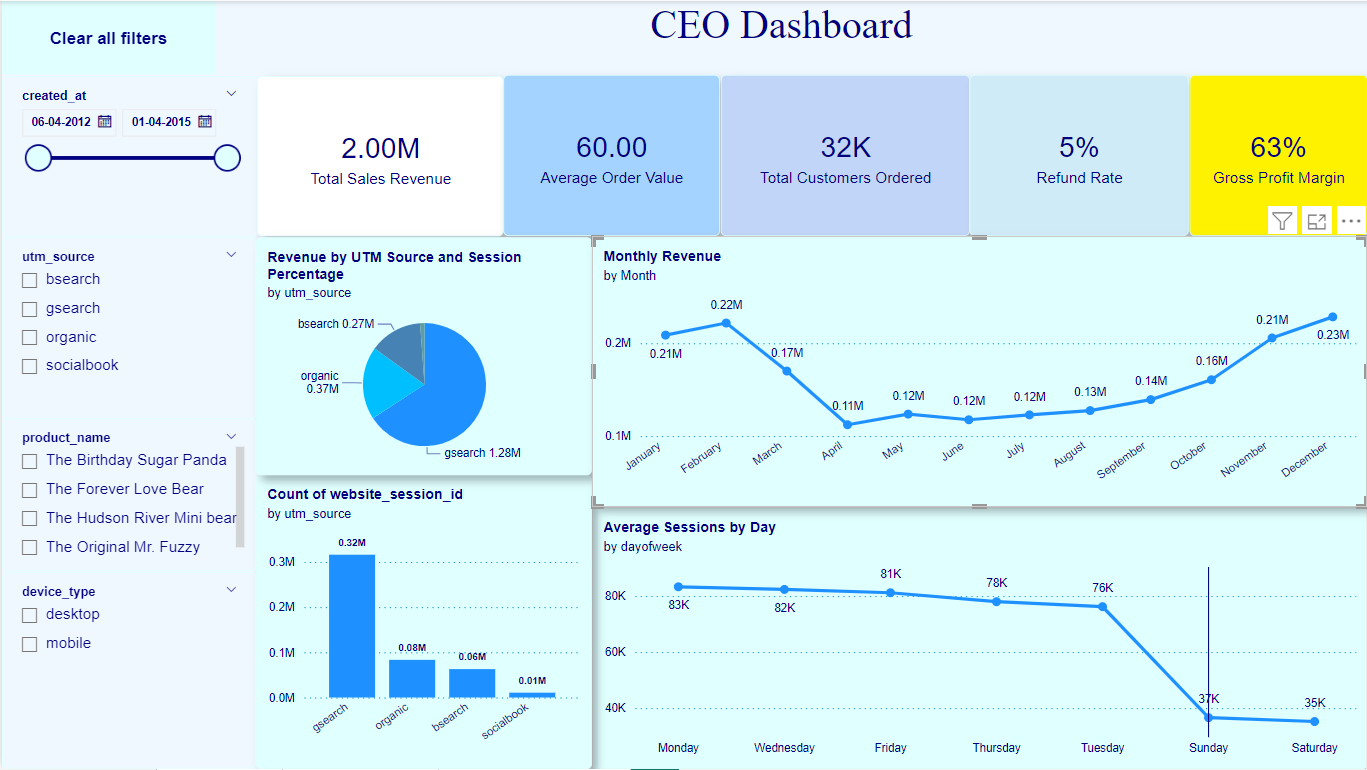 CEO Dashboard
Clear all filters
created_at
06-04-2012
01-04-2015
utm_source
bsearch
gsearch
organic
socialbook
product_name
The Birthday Sugar Panda
The Forever Love Bear
The Hudson River Mini bear
The Original Mr. Fuzzy
device_type
desktop
mobile
2.00M
Total Sales Revenue
60.00
Average Order Value
32K
Total Customers Ordered
5%
Refund Rate
63%
Gross Profit Margin
Revenue by UTM Source and Session
Percentage
by utm_source
bsearch 0.27M
organic
0.37M
gsearch 1.28M
Monthly Revenue
by Month
0.2M
0.1M
0.21M
0.22M
0.17M
0.11M
0.12M
0.12M
0.12M
0.13M
0.14M
0.16M
0.21M
0.23M
January
February
March
April
May
June
July
August
September
October
November
December
Count of website_session_id
by utm_source
0.3M
0.2M
0.1M
0.0M
0.32M
0.08M
0.06M
0.01M
gsearch
organic
bsearch
socialbook
Average Sessions by Day
by dayofweek
80K
60K
40K
83K
82K
81K
78K
76K
37K
35K
Monday
Wednesday
Friday
Thursday
Tuesday
Sunday
Saturday